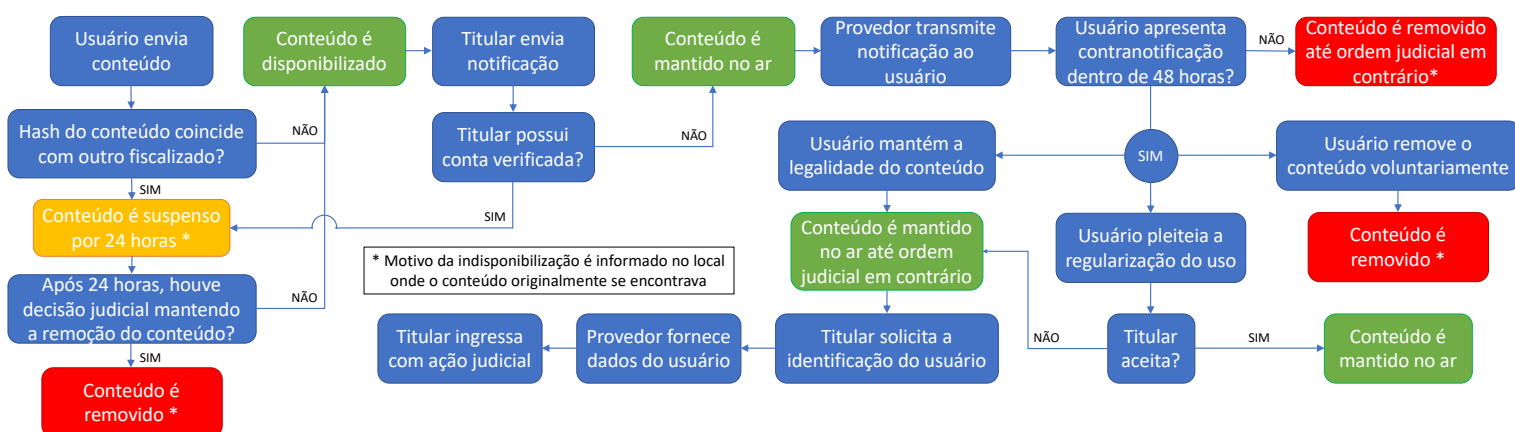 Usuário envia
conteúdo
Conteúdo é
disponibilizado
Titular envia
notificação
Conteúdo é
mantido no ar
Provedor transmite
notificação ao
usuário
Usuário apresenta
contranotificação
dentro de 48 horas?
NÃO
Conteúdo é removido
até ordem judicial em
contrário*
Hash do conteúdo coincide
com outro fiscalizado?
NÃO
Titular possui
conta verificada?
NÃO
Usuário mantém a
legalidade do conteúdo
SIM
Usuário remove o
conteúdo voluntariamente
SIM
Conteúdo é suspenso
por 24 horas *
SIM
Conteúdo é mantido
no ar até ordem
judicial em contrário
Usuário pleiteia a
regularização do uso
Conteúdo é
removido *
* Motivo da indisponibilização é informado no local
onde o conteúdo originalmente se encontrava
Após 24 horas, houve
decisão judicial mantendo
a remoção do conteúdo?
NÃO
Titular ingressa
com ação judicial
Provedor fornece
dados do usuário
Titular solicita a
identificação do usuário
NÃO
Titular
aceita?
SIM
Conteúdo é
mantido no ar
SIM
Conteúdo é
removido *